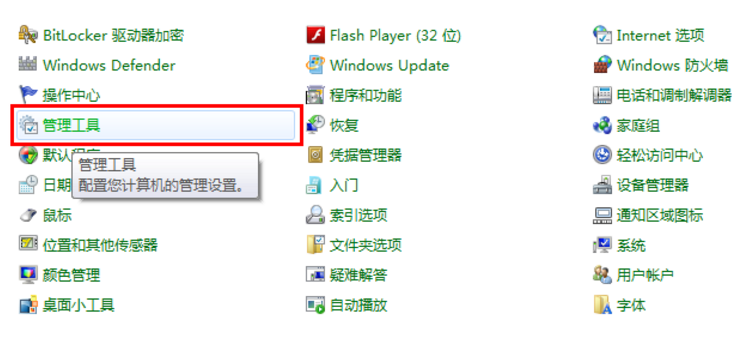 BitLocker 驱动器加密
Flash Player (32 位)
Internet 选项
Windows Defender
Windows Update
Windows 防火墙
操作中心
程序和功能
电话和调制解调器
管理工具
恢复
家庭组
默认
凭据管理器
轻松访问中心
管理工具
配置您计算机的管理设置。
日期
入门
设备管理器
鼠标
索引选项
通知区域图标
位置和其他传感器
文件夹选项
系统
颜色管理
疑难解答
用户帐户
桌面小工具
自动播放
字体